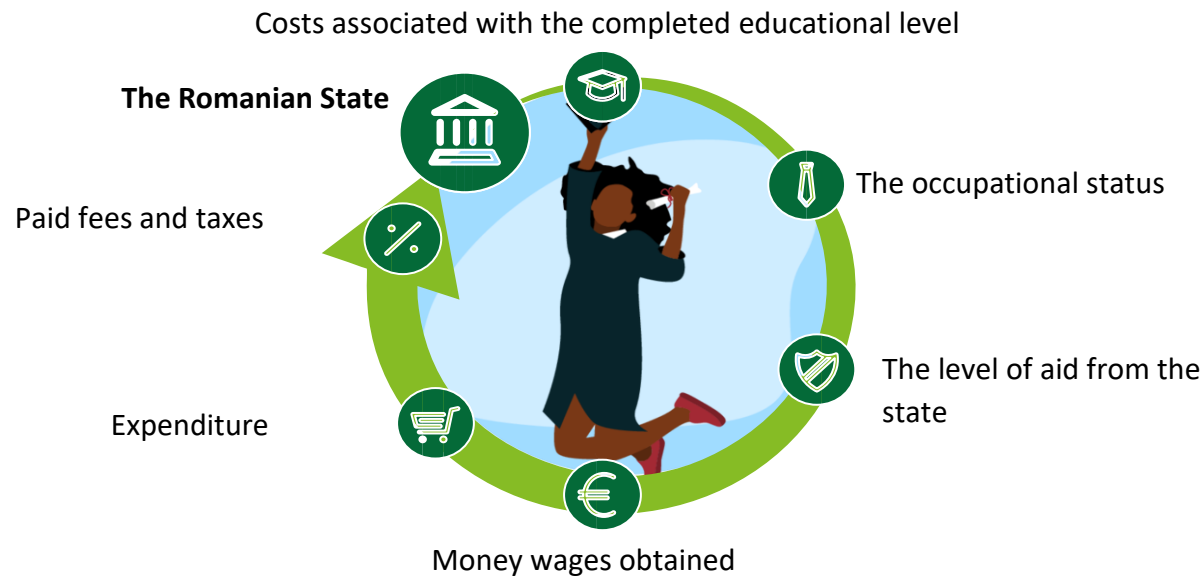 Costs associated with the completed educational level
The Romanian State
The occupational status
Paid fees and taxes
The level of aid from the
state
Expenditure
Money wages obtained